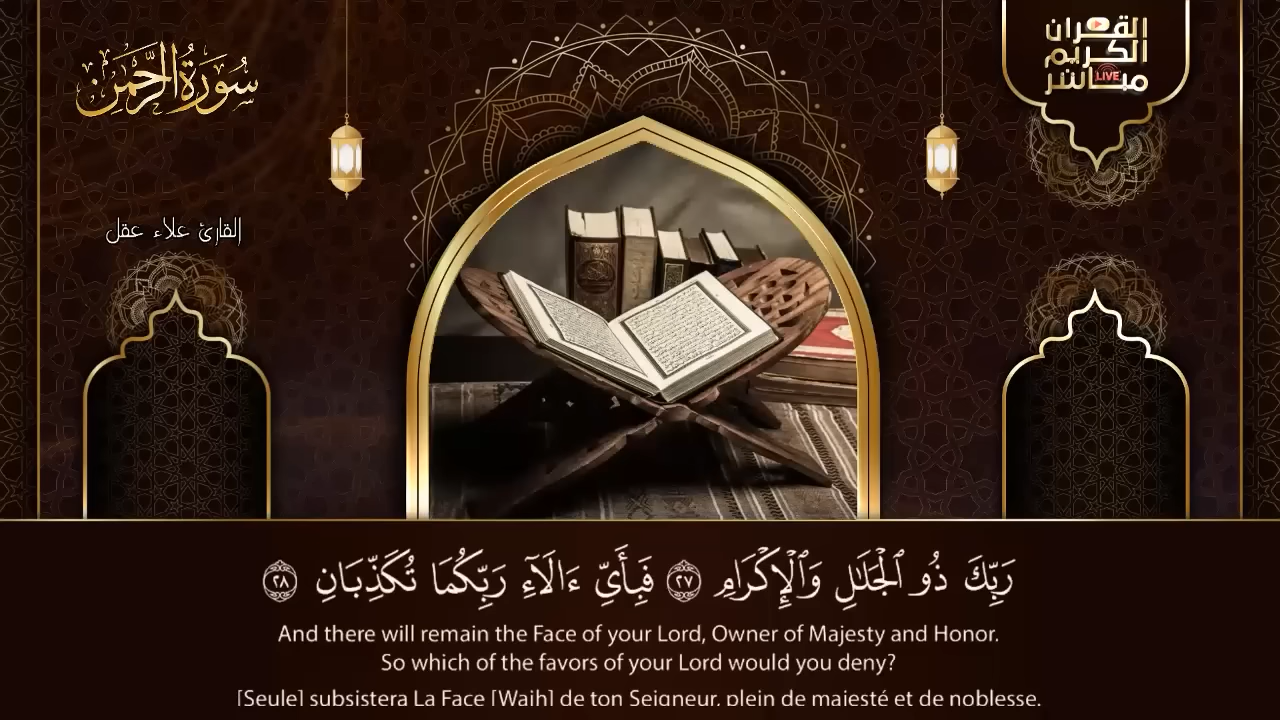 سُورَةُ الرَّحْمَٰن
القرآن
الكريم
مباشر
LIVE
القارئ علاء عقل
رَبِّكَ ذُو ٱلْجَلَٰلِ وَٱلْإِكْرَامِ ٢٧ فَبِأَيِّ ءَالَآءِ رَبِّكُمَا تُكَذِّبَانِ ٢٨
And there will remain the Face of your Lord, Owner of Majesty and Honor.
So which of the favors of your Lord would you deny?
[Seule] subsistera La Face [Wajh] de ton Seigneur, plein de majesté et de noblesse.